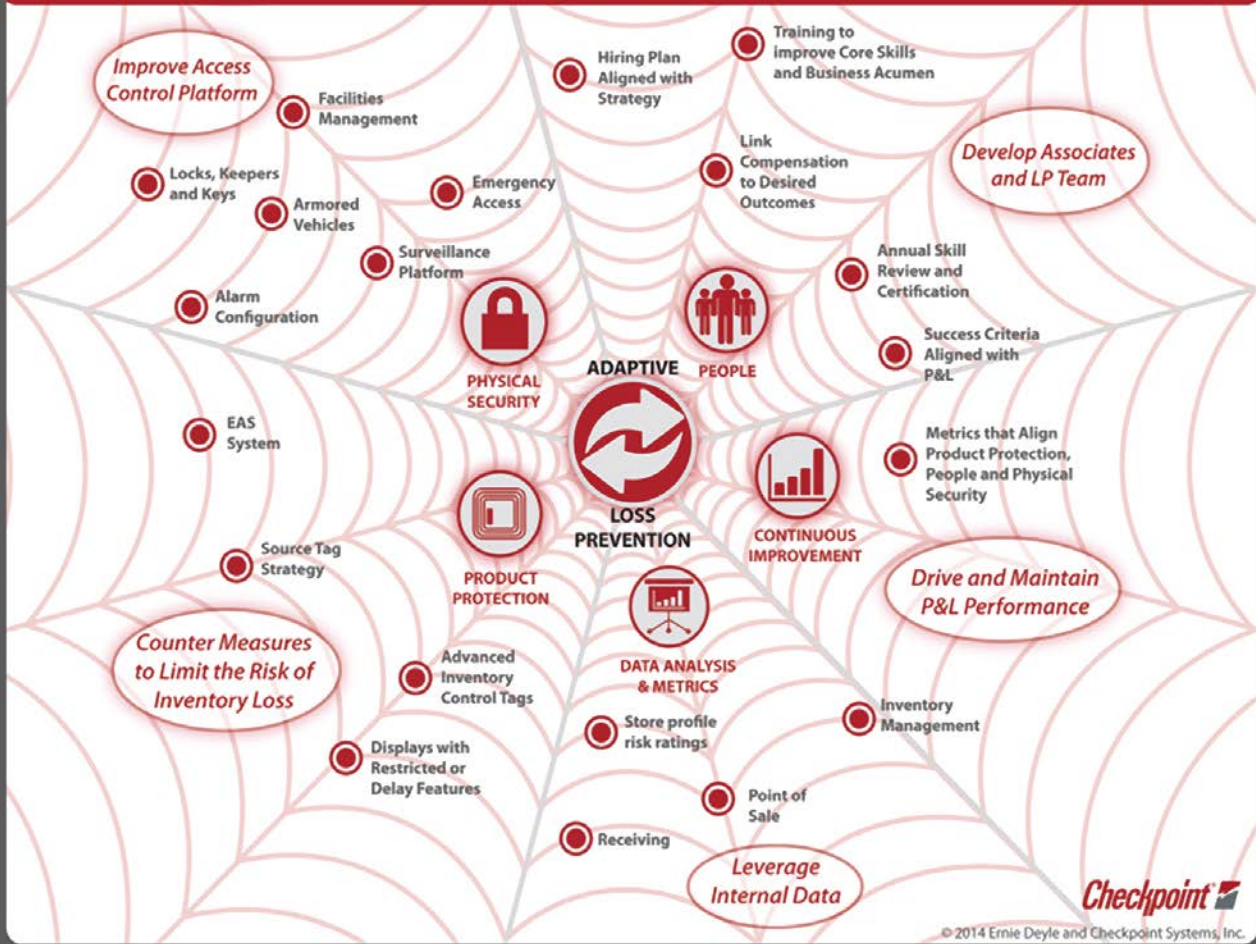 Improve Access
Control Platform
Facilities
Management
Locks, Keepers
and Keys
Armored
Vehicles
Emergency
Access
Surveillance
Platform
Alarm
Configuration
PHYSICAL
SECURITY
Hiring Plan
Aligned with
Strategy
Training to
improve Core Skills
and Business Acumen
Link
Compensation
to Desired
Outcomes
Develop Associates
and LP Team
Annual Skill
Review and
Certification
Success Criteria
Aligned with
P&L
PEOPLE
ADAPTIVE
LOSS
PREVENTION
EAS
System
Source Tag
Strategy
PRODUCT
PROTECTION
Counter Measures
to Limit the Risk of
Inventory Loss
Advanced
Inventory
Control Tags
Displays with
Restricted or
Delay Features
Metrics that Align
Product Protection,
People and Physical
Security
CONTINUOUS
IMPROVEMENT
Drive and Maintain
P&L Performance
DATA ANALYSIS
& METRICS
Store profile
risk ratings
Inventory
Management
Point of
Sale
Receiving
Leverage
Internal Data
Checkpoint
© 2014 Ernie Deyle and Checkpoint Systems, Inc.